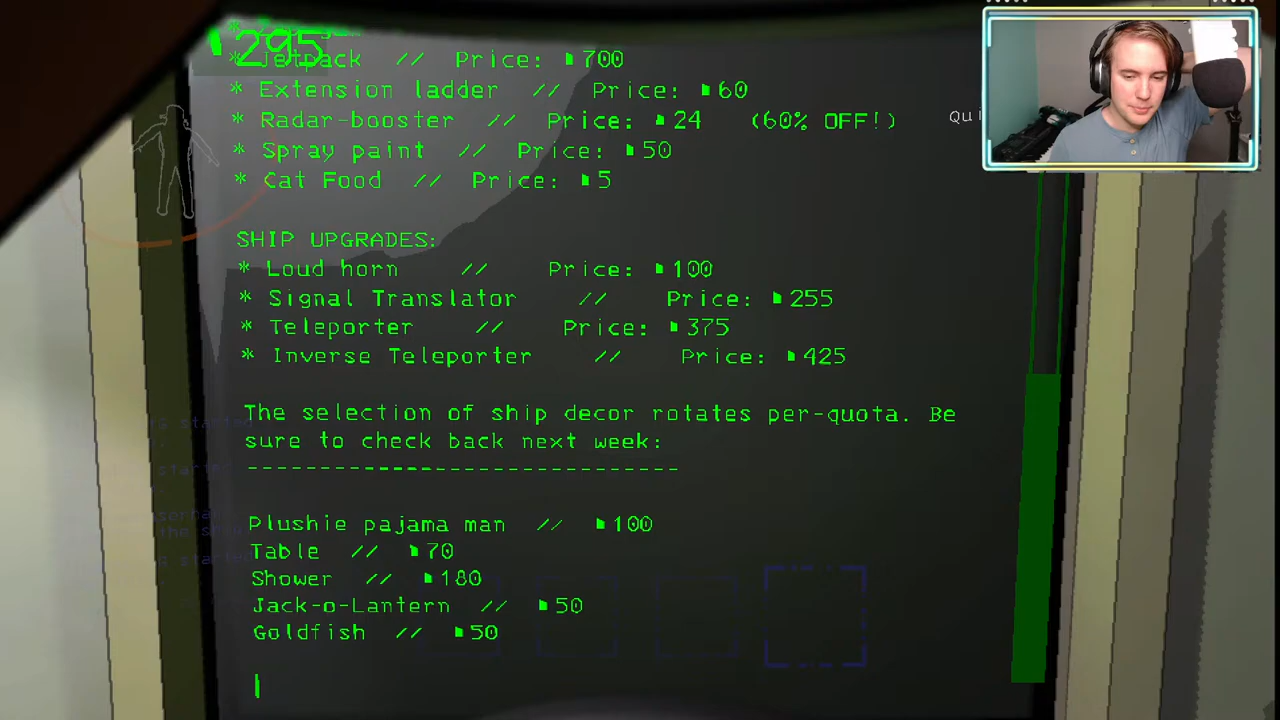 295
* Jetpack // Price: 700
* Extension ladder // Price: 60
* Radar-booster // Price: 24 (60% OFF!)
* Spray paint // Price: 50
* Cat Food // Price: 5
SHIP UPGRADES:
* Loud horn // Price: 100
* Signal Translator // Price: 255
* Teleporter // Price: 375
* Inverse Teleporter // Price: 425
The selection of ship decor rotates per-quota. Be
sure to check back next week:
Plushie pajama man // 100
Table // 70
Shower // 180
Jack-o-Lantern // 50
Goldfish // 50